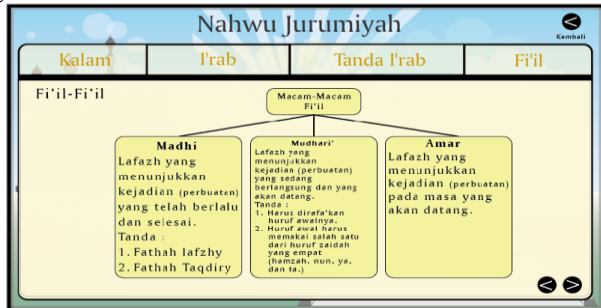 Nahwu Jurumiyah
Kembali
Kalam
I'rab
Tanda I'rab
Fi'il
Fi'il-Fi'il
Macam-Macam
Fi'il
Madhi
Lafazh yang
menunjukkan
kejadian (perbuatan)
yang telah berlalu
dan selesai.
Tanda :
1. Fathah lafzhy
2. Fathah Taqdiry
Mudhari'
Lafazh yang
menunjukkan
kejadian (perbuatan)
yang sedang
berlangsung dan yang
akan datang.
Tanda :
1. Harus dirafa'kan
huruf awalnya.
2. Huruf awal harus
memakai salah satu
dari huruf zaidah
yang empat
(hamzah, nun, ya,
dan ta.)
Amar
Lafazh yang
menunjukkan
kejadian (perbuatan)
pada masa yang
akan datang.